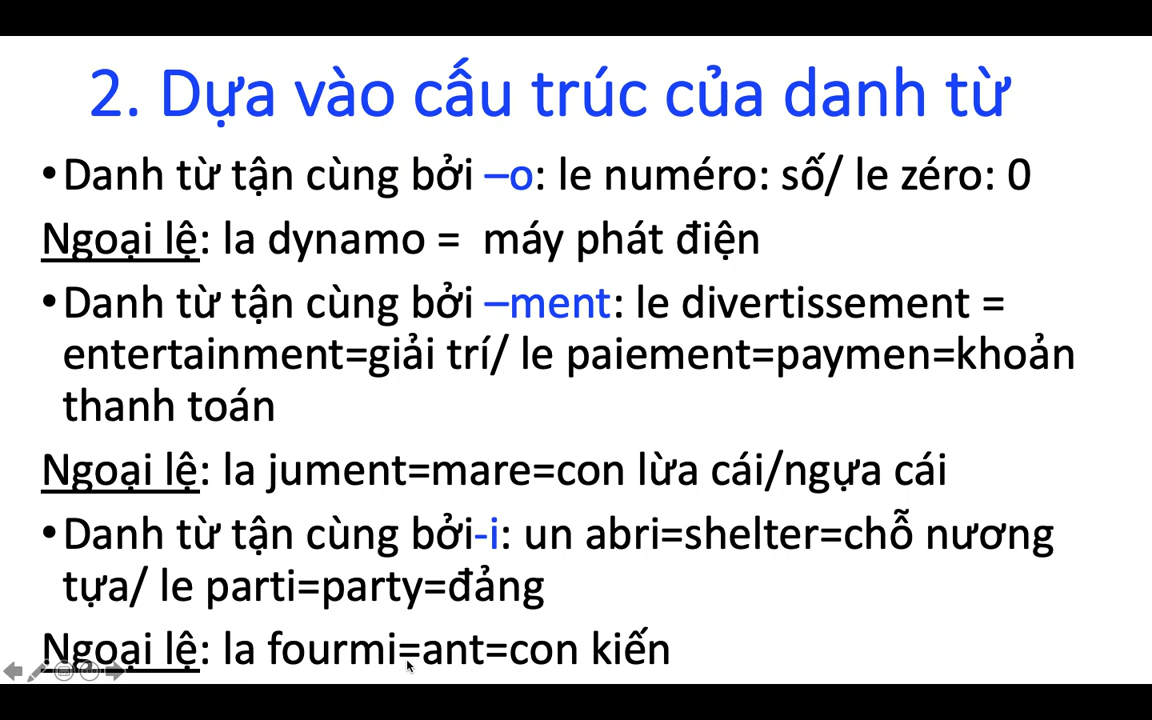 2. Dựa vào cấu trúc của danh từ
•Danh từ tận cùng bởi –o: le numéro: số/ le zéro: 0
Ngoại lệ: la dynamo = máy phát điện
•Danh từ tận cùng bởi –ment: le divertissement =
entertainment=giải trí/ le paiement=paymen=khoản
thanh toán
Ngoại lệ: la jument=mare=con lừa cái/ngựa cái
•Danh từ tận cùng bởi-i: un abri=shelter=chỗ nương
tựa/ le parti=party=đảng
Ngoại lệ: la fourmi=ant=con kiến